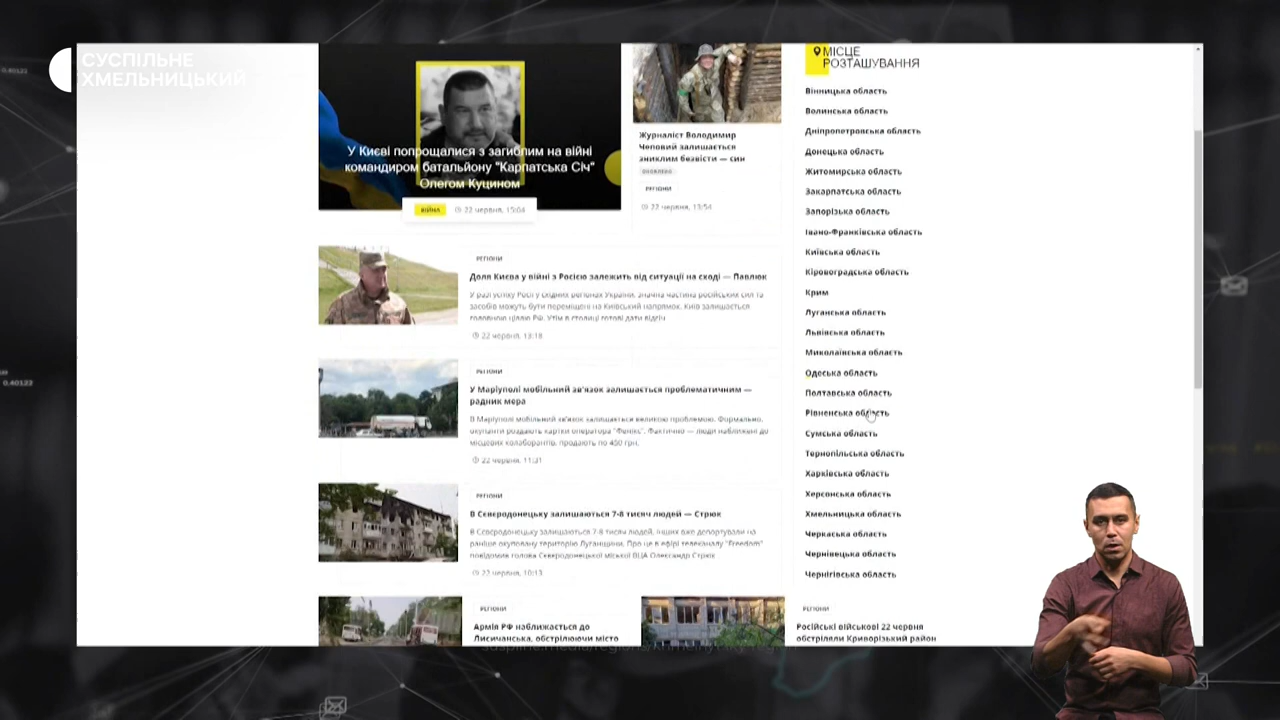 СУСПІЛЬНЕ
ХМЕЛЬНИЦЬКИЙ
У Києві попрощалися з загиблим на війні
командиром батальйону "Карпатська Січ"
Олегом Куцином
ВІЙНА
22 червня, 15:04
Журналіст Володимир
Чеповий залишається
зниклим безвісти — син
ОНОВЛЕНО
РЕГІОНИ
22 червня, 13:54
РЕГІОНИ
Доля Києва у війні з Росією залежить від ситуації на сході — Павлюк
У разі успіху Росії у східних регіонах України, значна частина російських сил та
засобів можуть бути переміщені на Київський напрямок. Київ залишається
головною ціллю РФ. Утім в столиці готові дати відсіч
22 червня, 13:18
РЕГІОНИ
У Маріуполі мобільний зв'язок залишається проблематичним —
радник мера
В Маріуполі мобільний зв'язок залишається великою проблемою. Формально,
окупанти роздають картки оператора "Фенікс". Фактично — люди наближені до
місцевих колаборантів, продають по 450 грн.
22 червня, 11:31
РЕГІОНИ
В Сєвєродонецьку залишаються 7-8 тисяч людей — Стрюк
В Сєвєродонецьку залишаються 7-8 тисяч людей, інших вже депортували на
раніше окуповану територію Луганщини. Про це в ефірі телеканалу "Freedom"
повідомив голова Сєвєродонецької міської ВЦА Олександр Стрюк
22 червня, 10:13
РЕГІОНИ
Армія РФ наближається до
Лисичанська, обстрілюючи місто
РЕГІОНИ
Російські військові 22 червня
обстріляли Криворізький район
МІСЦЕ
РОЗТАШУВАННЯ
Вінницька область
Волинська область
Дніпропетровська область
Донецька область
Житомирська область
Закарпатська область
Запорізька область
Івано-Франківська область
Київська область
Кіровоградська область
Крим
Луганська область
Львівська область
Миколаївська область
Одеська область
Полтавська область
Рівненська область
Сумська область
Тернопільська область
Харківська область
Херсонська область
Хмельницька область
Черкаська область
Чернівецька область
Чернігівська область